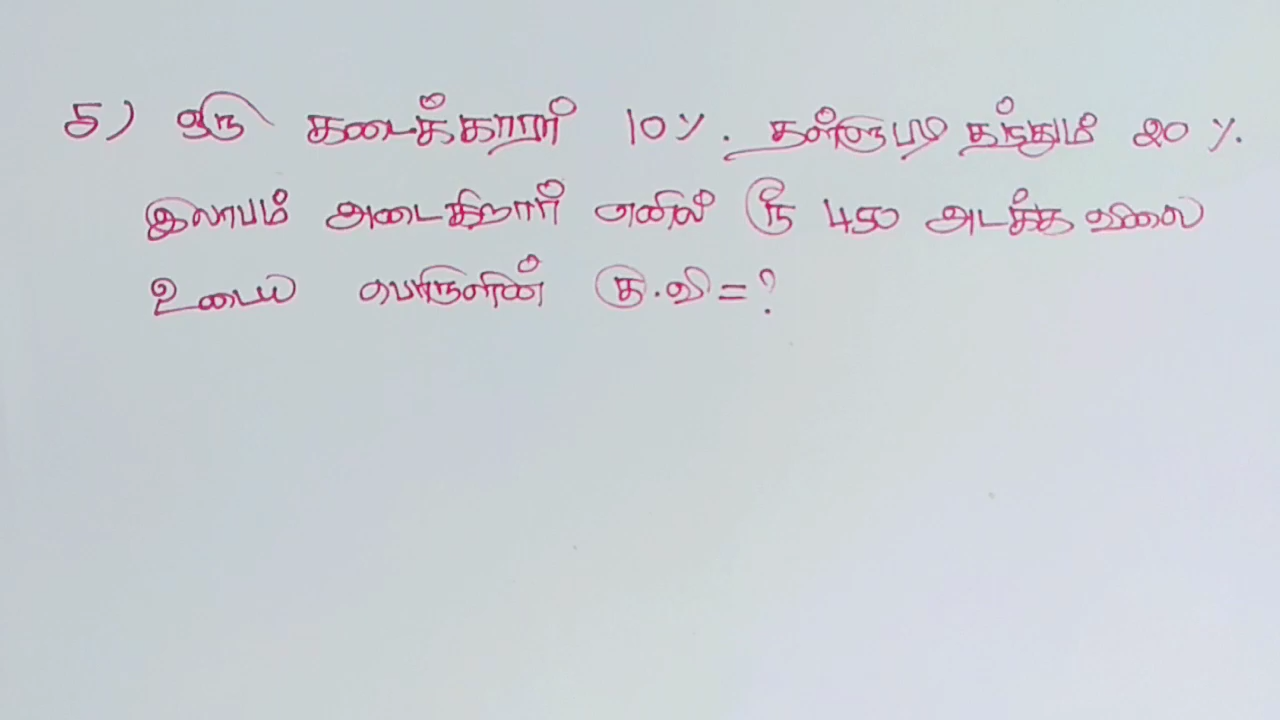 5) ஒரு கடைக்காரர் 10%. தள்ளுபடி தந்தும் 20%.
இலாபம் அடைகிறார் எனில் ரூ 450 அடக்க விலை
உடைய பொருளின் கு.வி=?